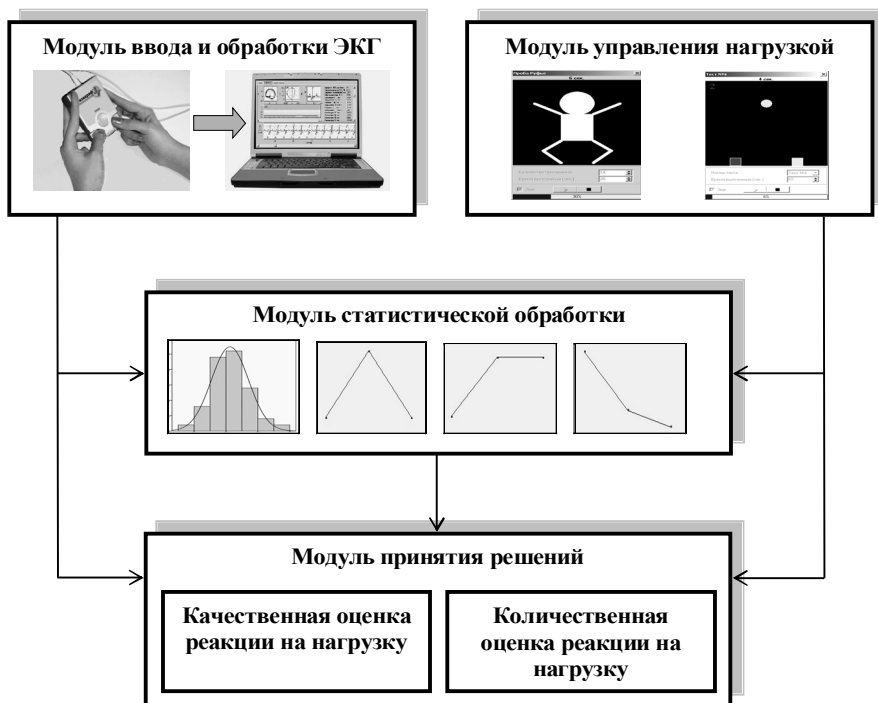 Модуль ввода и обработки ЭКГ
Модуль управления нагрузкой
Модуль статистической обработки
Модуль принятия решений
Качественная оценка
реакции на нагрузку
Количественная
оценка реакции на
нагрузку